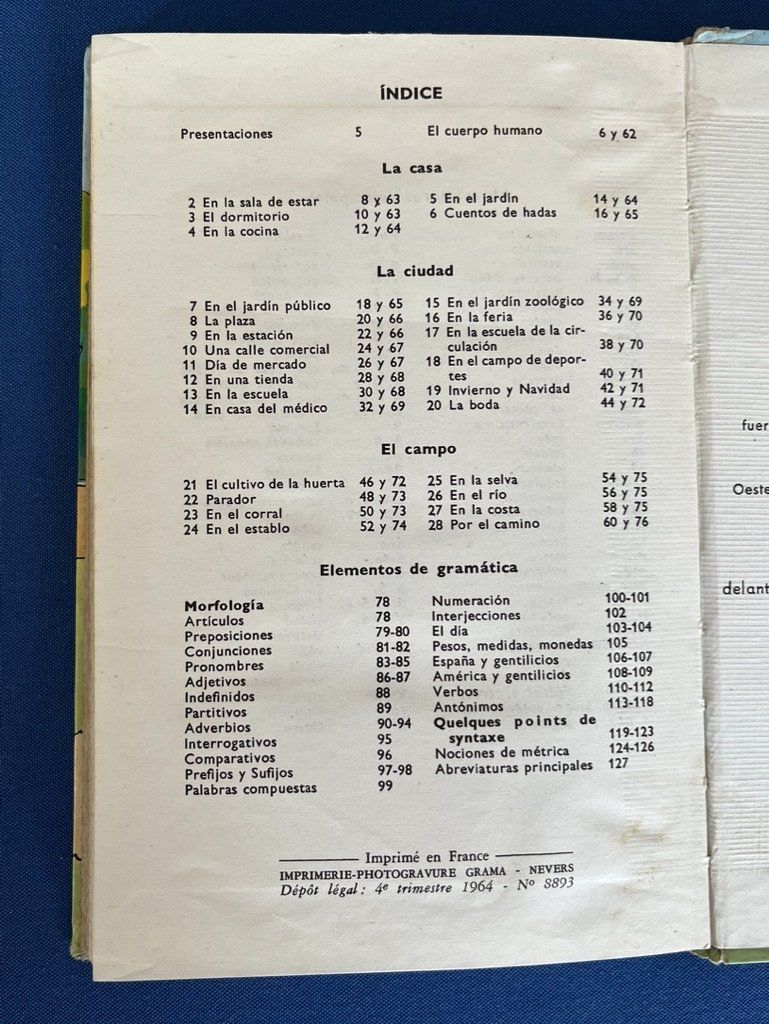 ÍNDICE
Presentaciones 5
El cuerpo humano 6 y 62
La casa
2 En la sala de estar 8 y 63
3 El dormitorio 10 y 63
4 En la cocina 12 y 64
5 En el jardín 14 y 64
6 Cuentos de hadas 16 y 65
La ciudad
7 En el jardín público 18 y 65
8 La plaza 20 y 66
9 En la estación 22 y 66
10 Una calle comercial 24 y 67
11 Día de mercado 26 y 67
12 En una tienda 28 y 68
13 En la escuela 30 y 68
14 En casa del médico 32 y 69
15 En el jardín zoológico 34 y 69
16 En la feria 36 y 70
17 En la escuela de la cir-
culación 38 y 70
18 En el campo de depor-
tes 40 y 71
19 Invierno y Navidad 42 y 71
20 La boda 44 y 72
El campo
21 El cultivo de la huerta 46 y 72
22 Parador 48 y 73
23 En el corral 50 y 73
24 En el establo 52 y 74
25 En la selva 54 y 75
26 En el río 56 y 75
27 En la costa 58 y 75
28 Por el camino 60 y 76
Elementos de gramática
Morfología 78
Artículos 78
Preposiciones 79-80
Conjunciones 81-82
Pronombres 83-85
Adjetivos 86-87
Indefinidos 88
Partitivos 89
Adverbios 90-94
Interrogativos 95
Comparativos 96
Prefijos y Sufijos 97-98
Palabras compuestas 99
Numeración 100-101
Interjecciones 102
El día 103-104
Pesos, medidas, monedas 105
España y gentilicios 106-107
América y gentilicios 108-109
Verbos 110-112
Antónimos 113-118
Quelques points de
syntaxe 119-123
Nociones de métrica 124-126
Abreviaturas principales 127
Imprimé en France
IMPRIMERIE-PHOTOGRAVURE GRAMA - NEVERS
Dépôt légal : 4e trimestre 1964 - No 8893
fuer
Oeste
delant